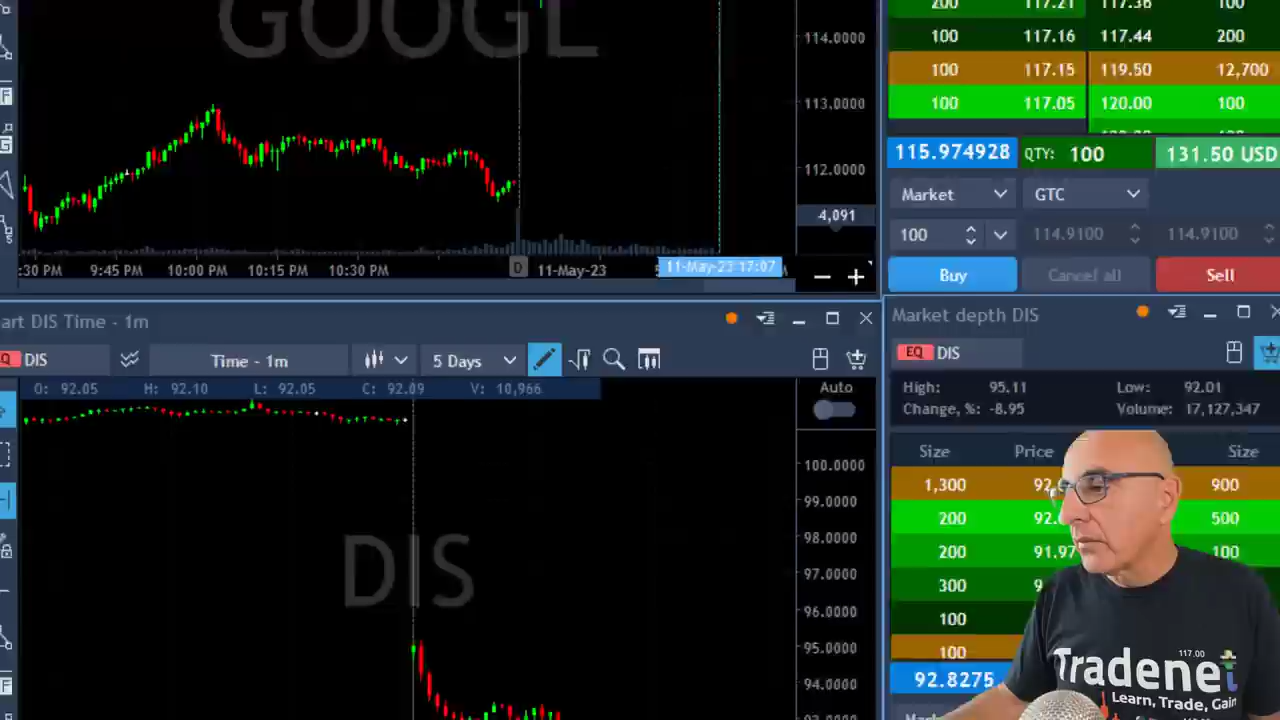 GOOGL
114.0000
113.0000
112.0000
4,091
:30 PM 9:45 PM 10:00 PM 10:15 PM 10:30 PM D 11-May-23 11-May-23 17:07
200 117.21 117.36 100
100 117.16 117.44 200
100 117.15 119.50 12,700
100 117.05 120.00 100
115.974928 QTY: 100 131.50 USD
Market GTC
100 114.9100 114.9100
Buy Cancel all Sell
art DIS Time - 1m
DIS Time - 1m 5 Days
O: 92.05 H: 92.10 L: 92.05 C: 92.09 V: 10,966
Auto
100.0000
99.0000
98.0000
97.0000
96.0000
95.0000
94.0000
DIS
Market depth DIS
EQ DIS
High: 95.11 Low: 92.01
Change, %: -8.95 Volume: 17,127,347
Size Price Size
1,300 900
200 500
200 91.97 100
300
100
100
92.8275
117.00
Tradenet
Learn, Trade, Gain